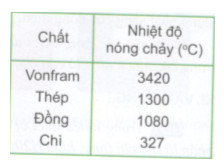 Chất Nhiệt độ
nóng chảy (°C)
Vonfram 3420
Thép 1300
Đồng 1080
Chì 327